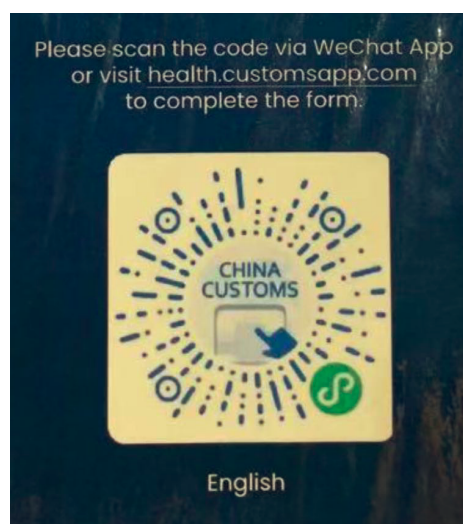 Please scan the code via WeChat App
or visit health.customsapp.com
to complete the form.
CHINA
CUSTOMS
English